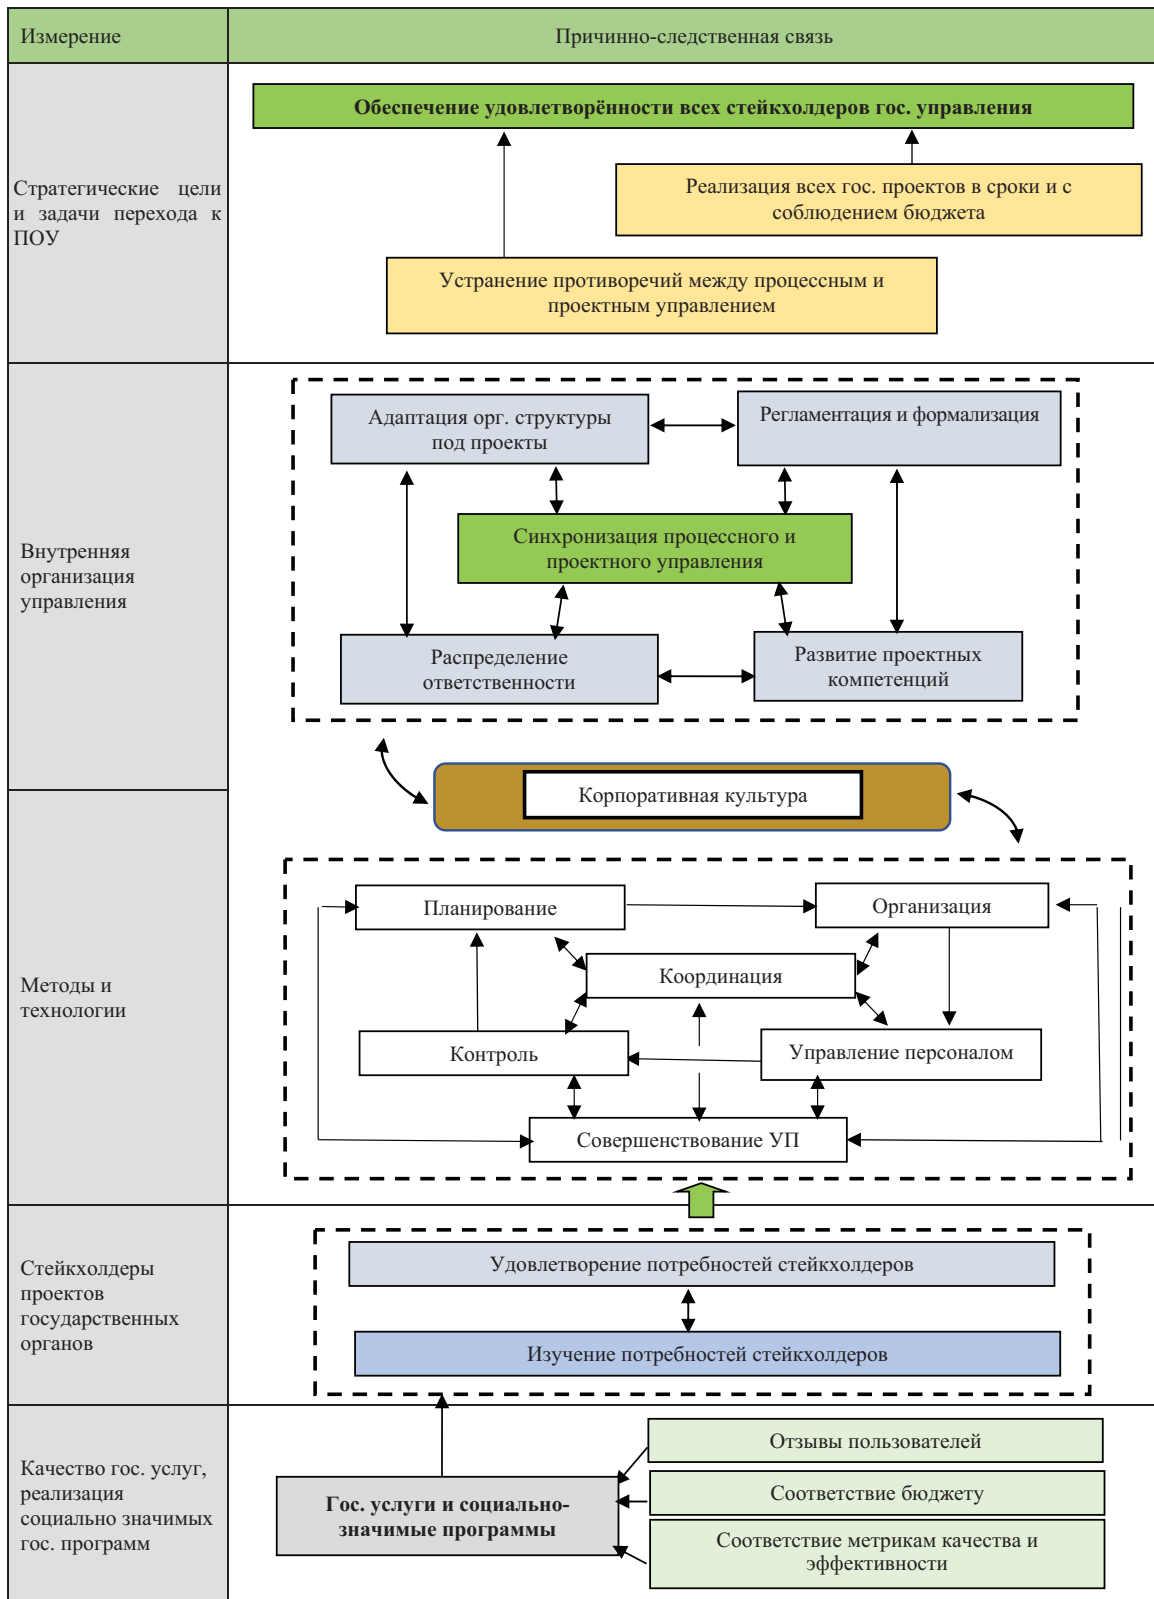 Измерение
Причинно-следственная связь
Стратегические цели
и задачи перехода к
ПОУ
Обеспечение удовлетворённости всех стейкхолдеров гос. управления
Реализация всех гос. проектов в сроки и с
соблюдением бюджета
Устранение противоречий между процессным и
проектным управлением
Внутренняя
организация
управления
Адаптация орг. структуры
под проекты
Регламентация и формализация
Синхронизация процессного и
проектного управления
Распределение
ответственности
Развитие проектных
компетенций
Корпоративная культура
Методы и
технологии
Планирование
Организация
Координация
Контроль
Управление персоналом
Совершенствование УП
Стейкхолдеры
проектов
государственных
органов
Удовлетворение потребностей стейкхолдеров
Изучение потребностей стейкхолдеров
Качество гос. услуг,
реализация
социально значимых
гос. программ
Гос. услуги и социально-
значимые программы
Отзывы пользователей
Соответствие бюджету
Соответствие метрикам качества и
эффективности